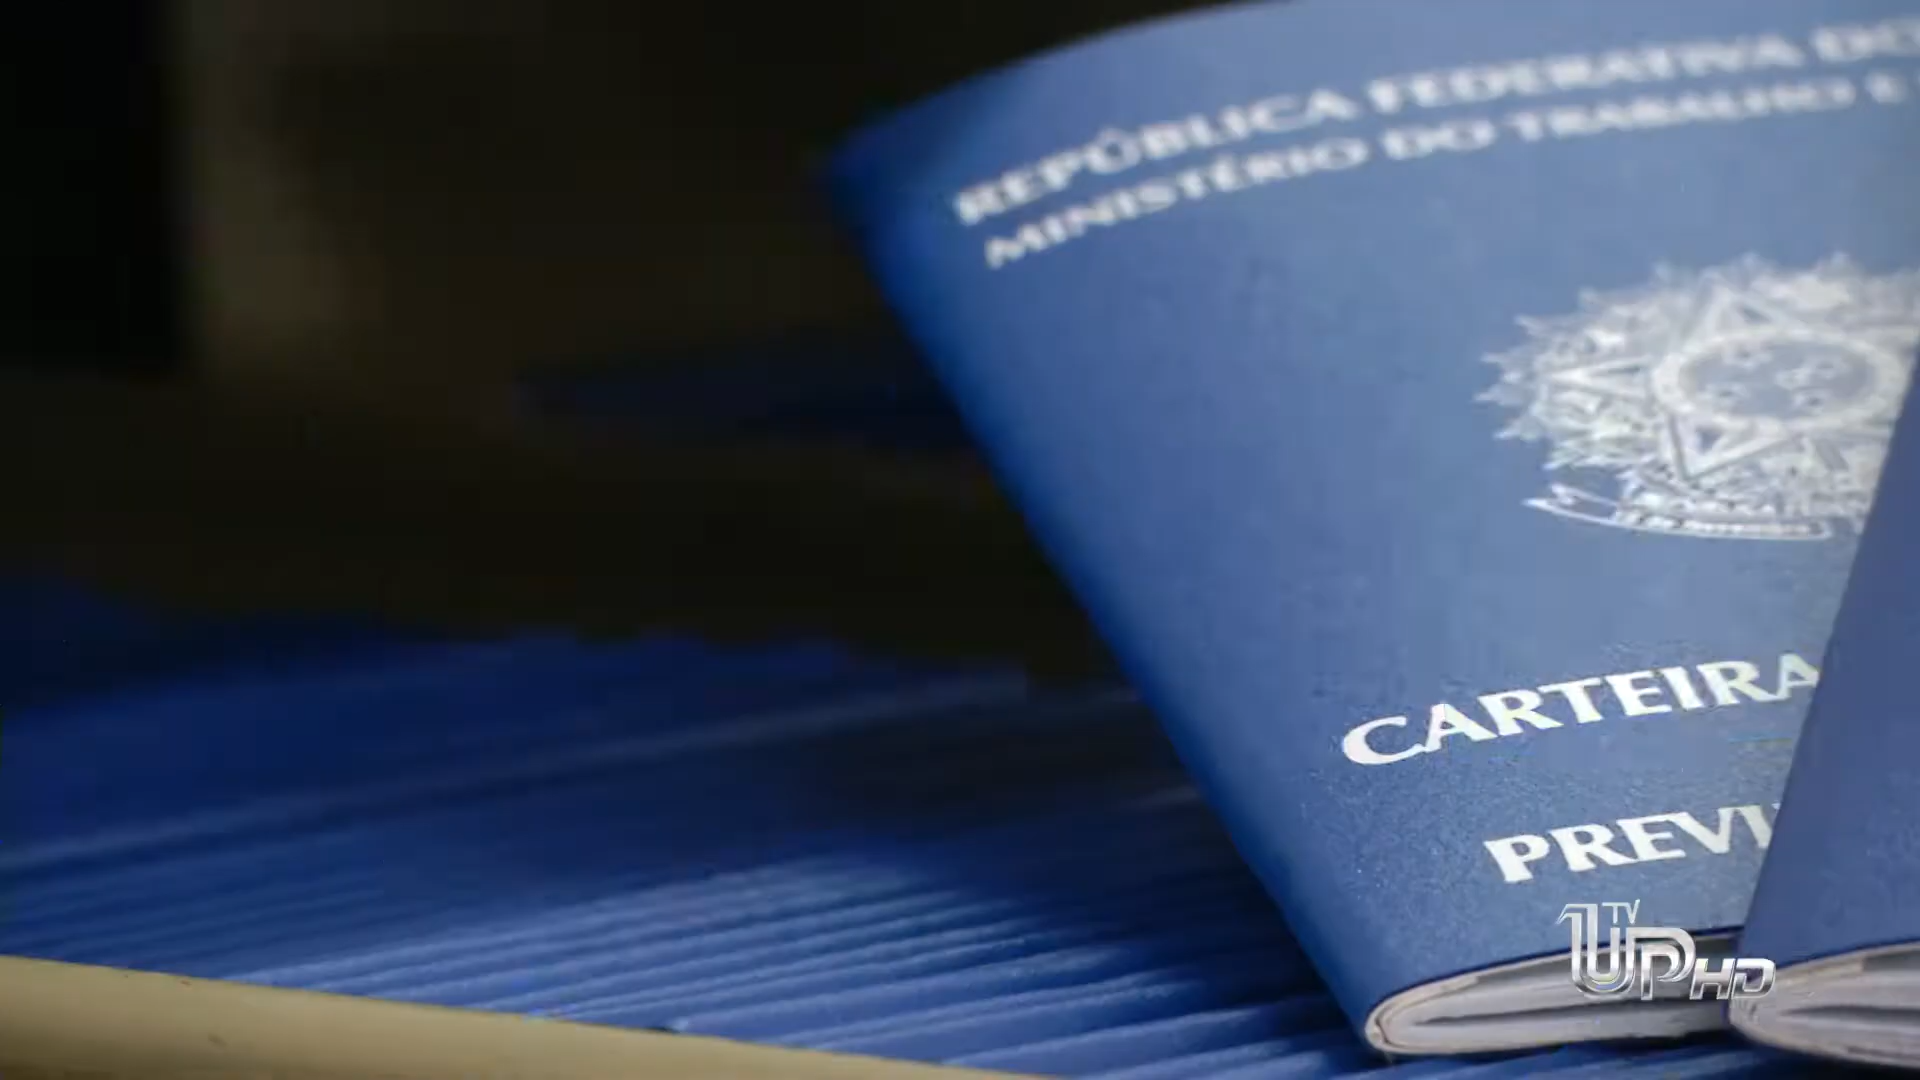 REPÚBLICA FEDERATIVA DO
MINISTÉRIO DO TRABALHO E
CARTEIRA
PREVI
TV
UP HD